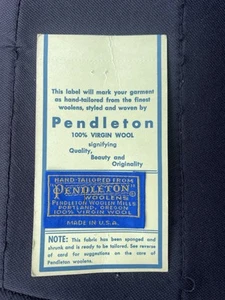 This label will mark your garment
as hand-tailored from the finest
woolens, styled and woven by
Pendleton
100% VIRGIN WOOL
signifying
Quality,
Beauty and
Originality
HAND-TAILORED FROM
"PENDLETON"
WOOLENS
PENDLETON WOOLEN MILLS
PORTLAND, OREGON
100% VIRGIN WOOL
MADE IN U.S.A.
NOTE: This fabric has been sponged and
shrunk and is ready to be tailored. See reverse
of card for suggestions on the care of
Pendleton woolens.